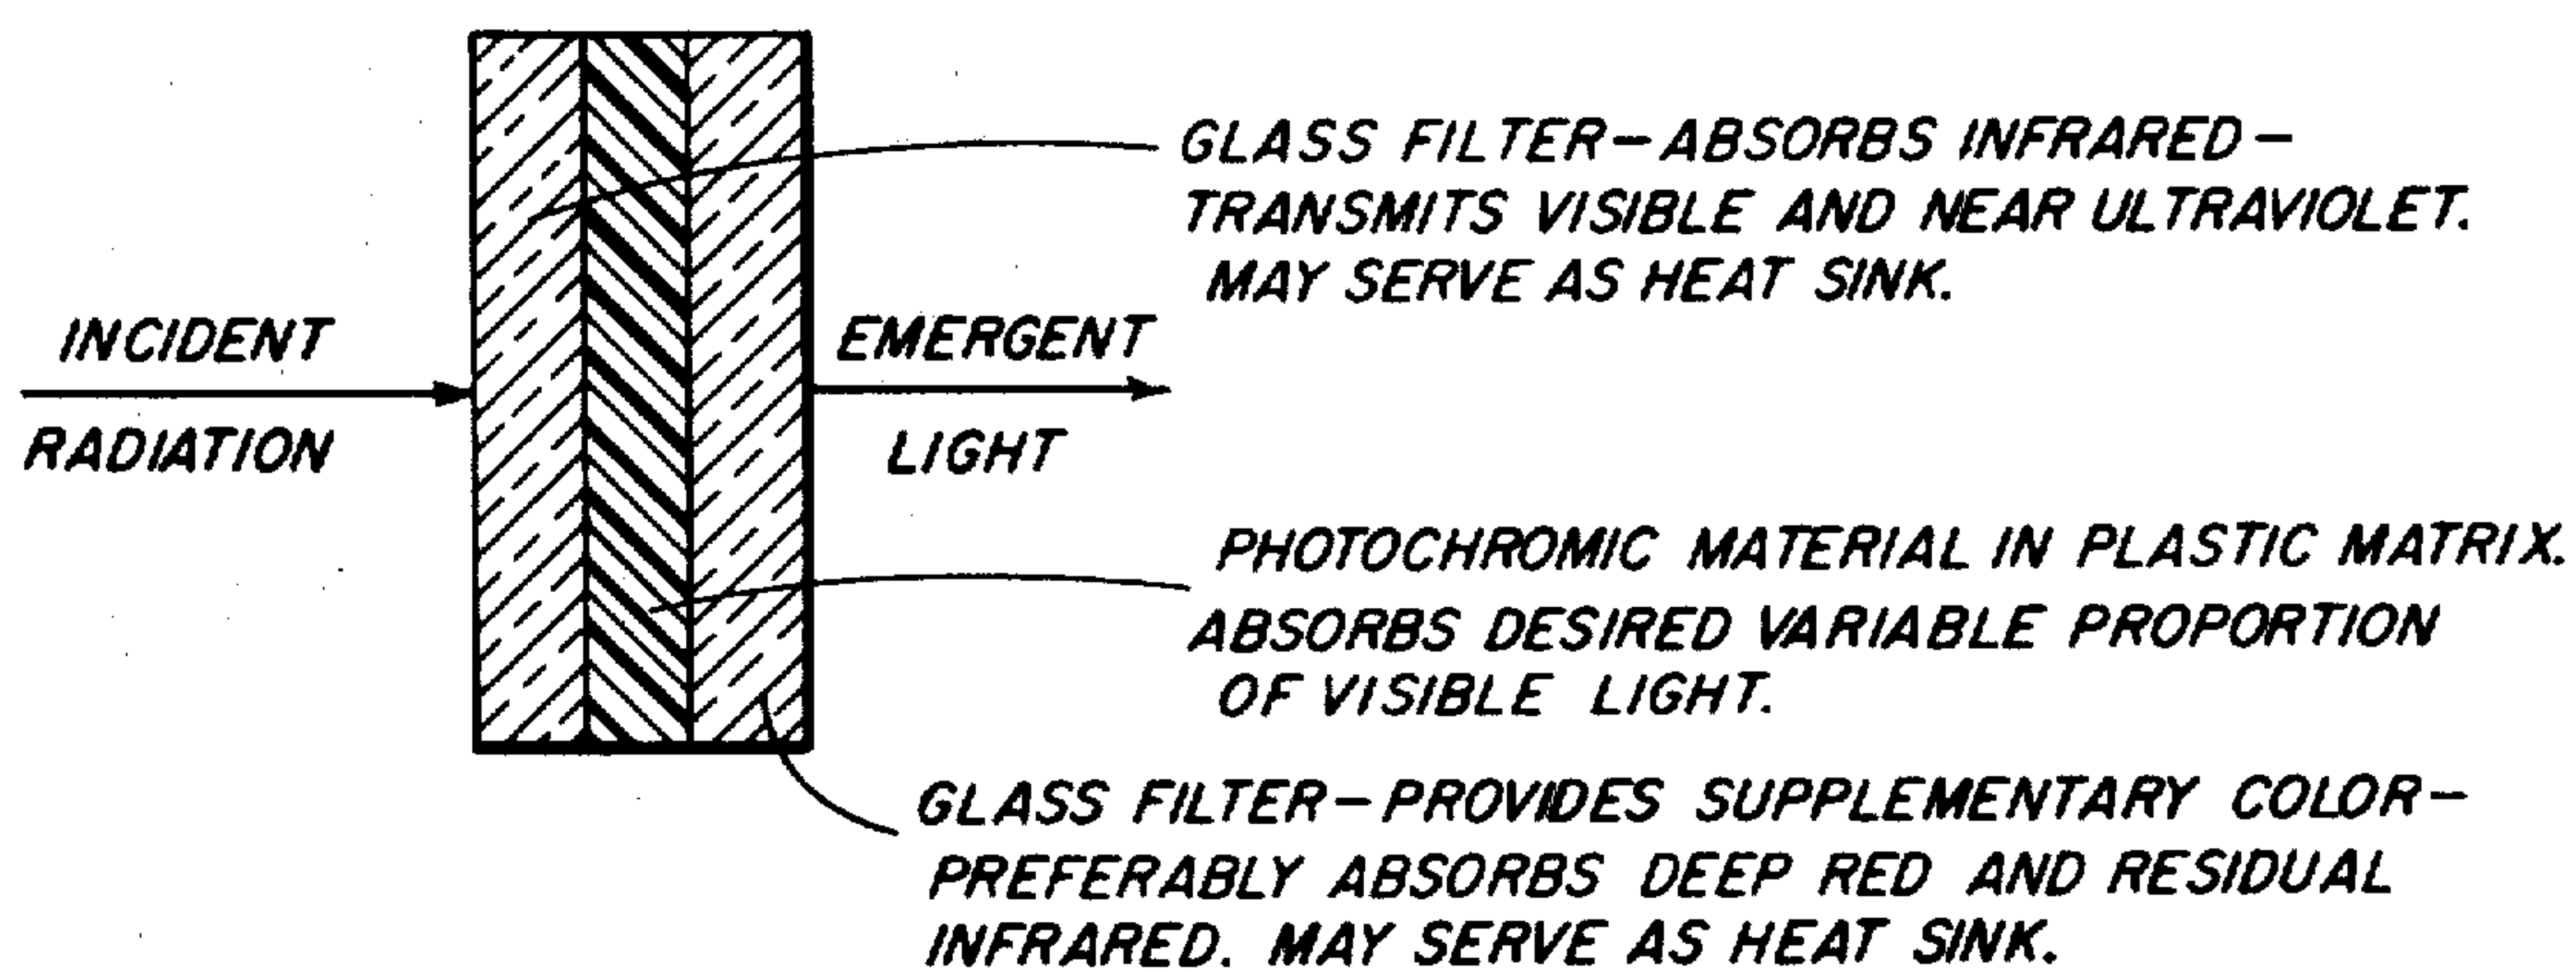 INCIDENT
RADIATION
EMERGENT
LIGHT
GLASS FILTER—ABSORBS INFRARED—
TRANSMITS VISIBLE AND NEAR ULTRAVIOLET.
MAY SERVE AS HEAT SINK.
PHOTOCHROMIC MATERIAL IN PLASTIC MATRIX.
ABSORBS DESIRED VARIABLE PROPORTION
OF VISIBLE LIGHT.
GLASS FILTER—PROVIDES SUPPLEMENTARY COLOR—
PREFERABLY ABSORBS DEEP RED AND RESIDUAL
INFRARED. MAY SERVE AS HEAT SINK.